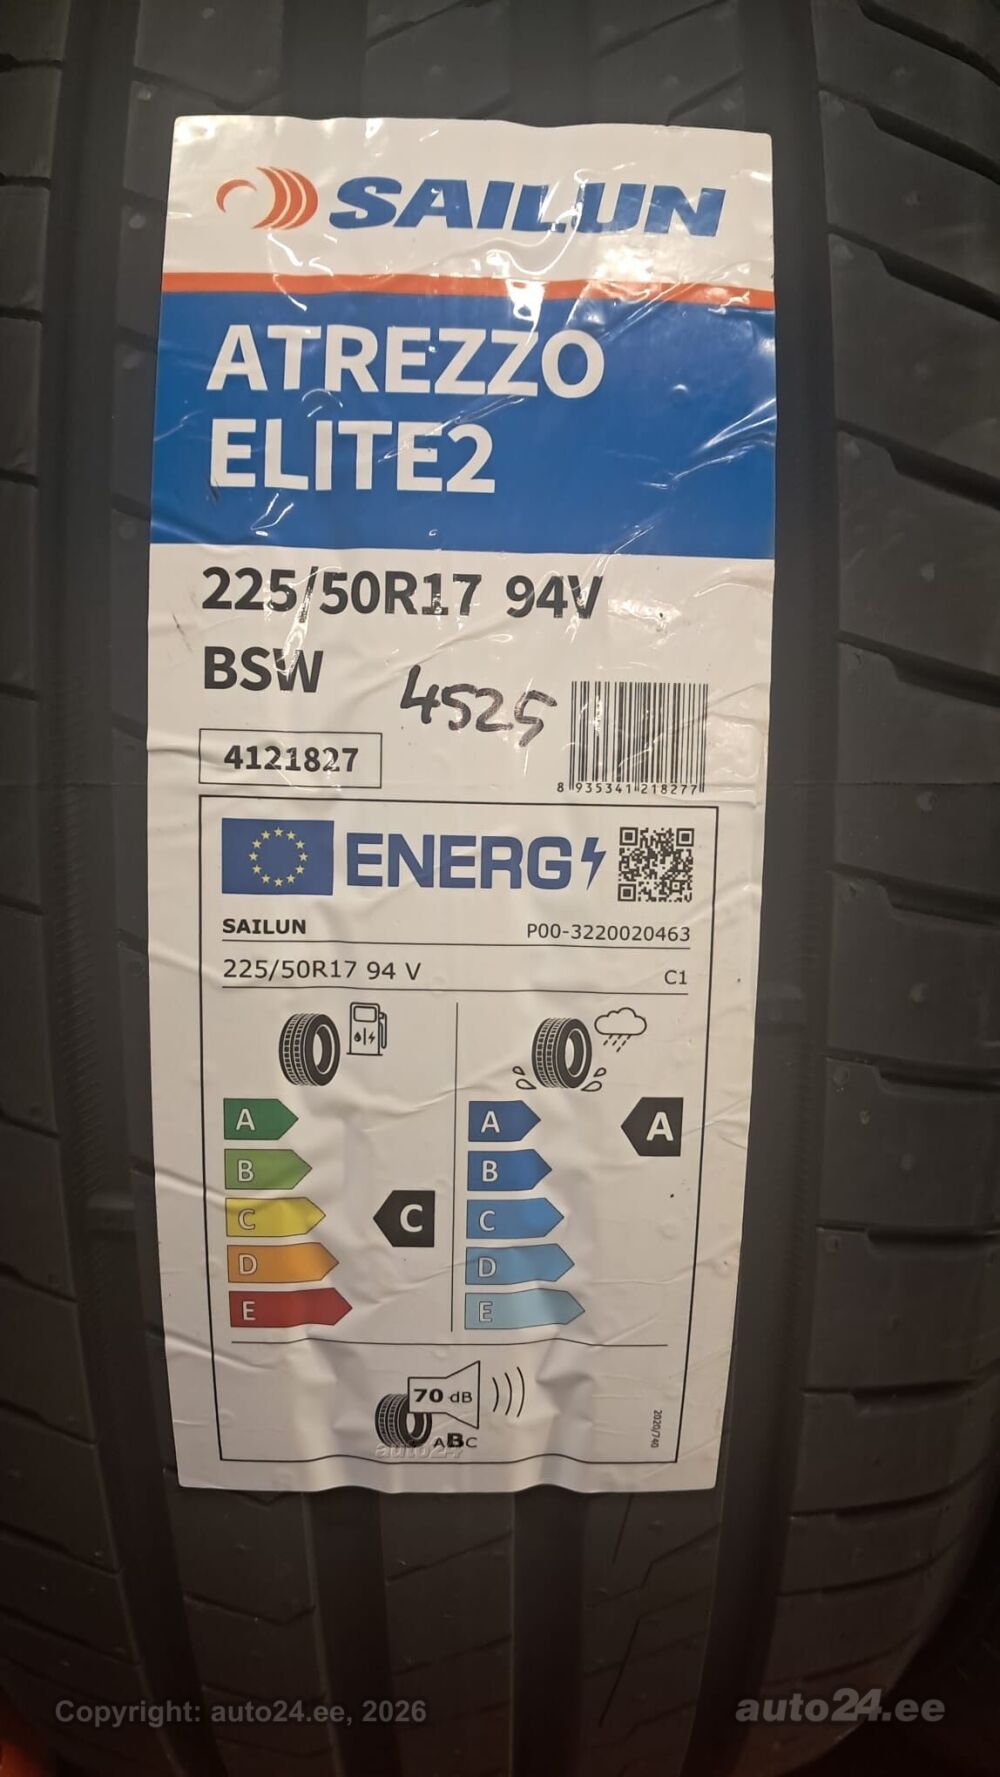 SAILUN
ATREZZO
ELITE2
225/50R17 94V
BSW
4525
4121827
8 935341 218277
ENERG
SAILUN
P00-3220020463
225/50R17 94 V
C1
A
B
C
D
E
C
A
B
C
D
E
A
70 dB
ABC
2020/740
auto24
Copyright: auto24.ee, 2026
auto24.ee